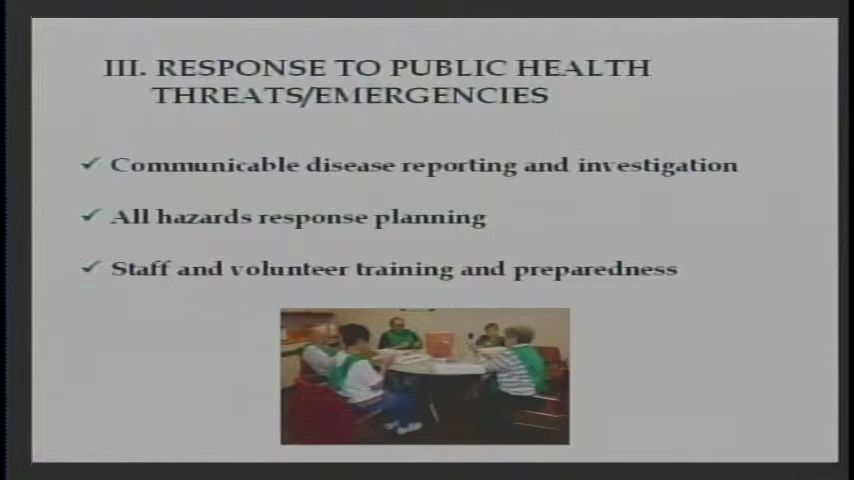 III. RESPONSE TO PUBLIC HEALTH
THREATS/EMERGENCIES
✓ Communicable disease reporting and investigation
✓ All hazards response planning
✓ Staff and volunteer training and preparedness